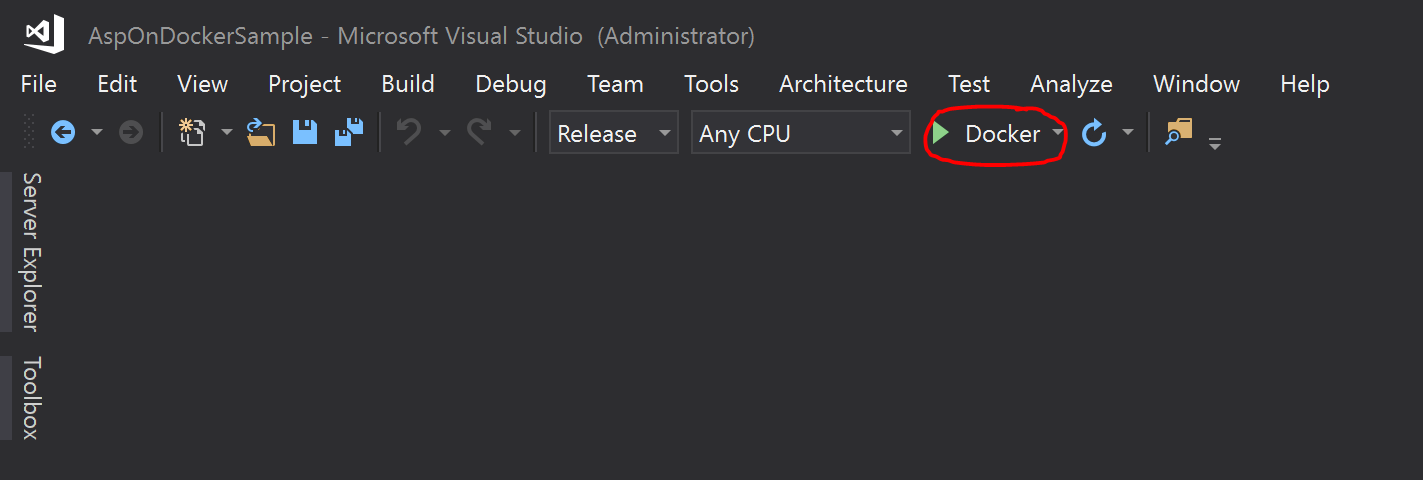 AspOnDockerSample - Microsoft Visual Studio (Administrator)
File Edit View Project Build Debug Team Tools Architecture Test Analyze Window Help
Release Any CPU Docker
Server Explorer
Toolbox